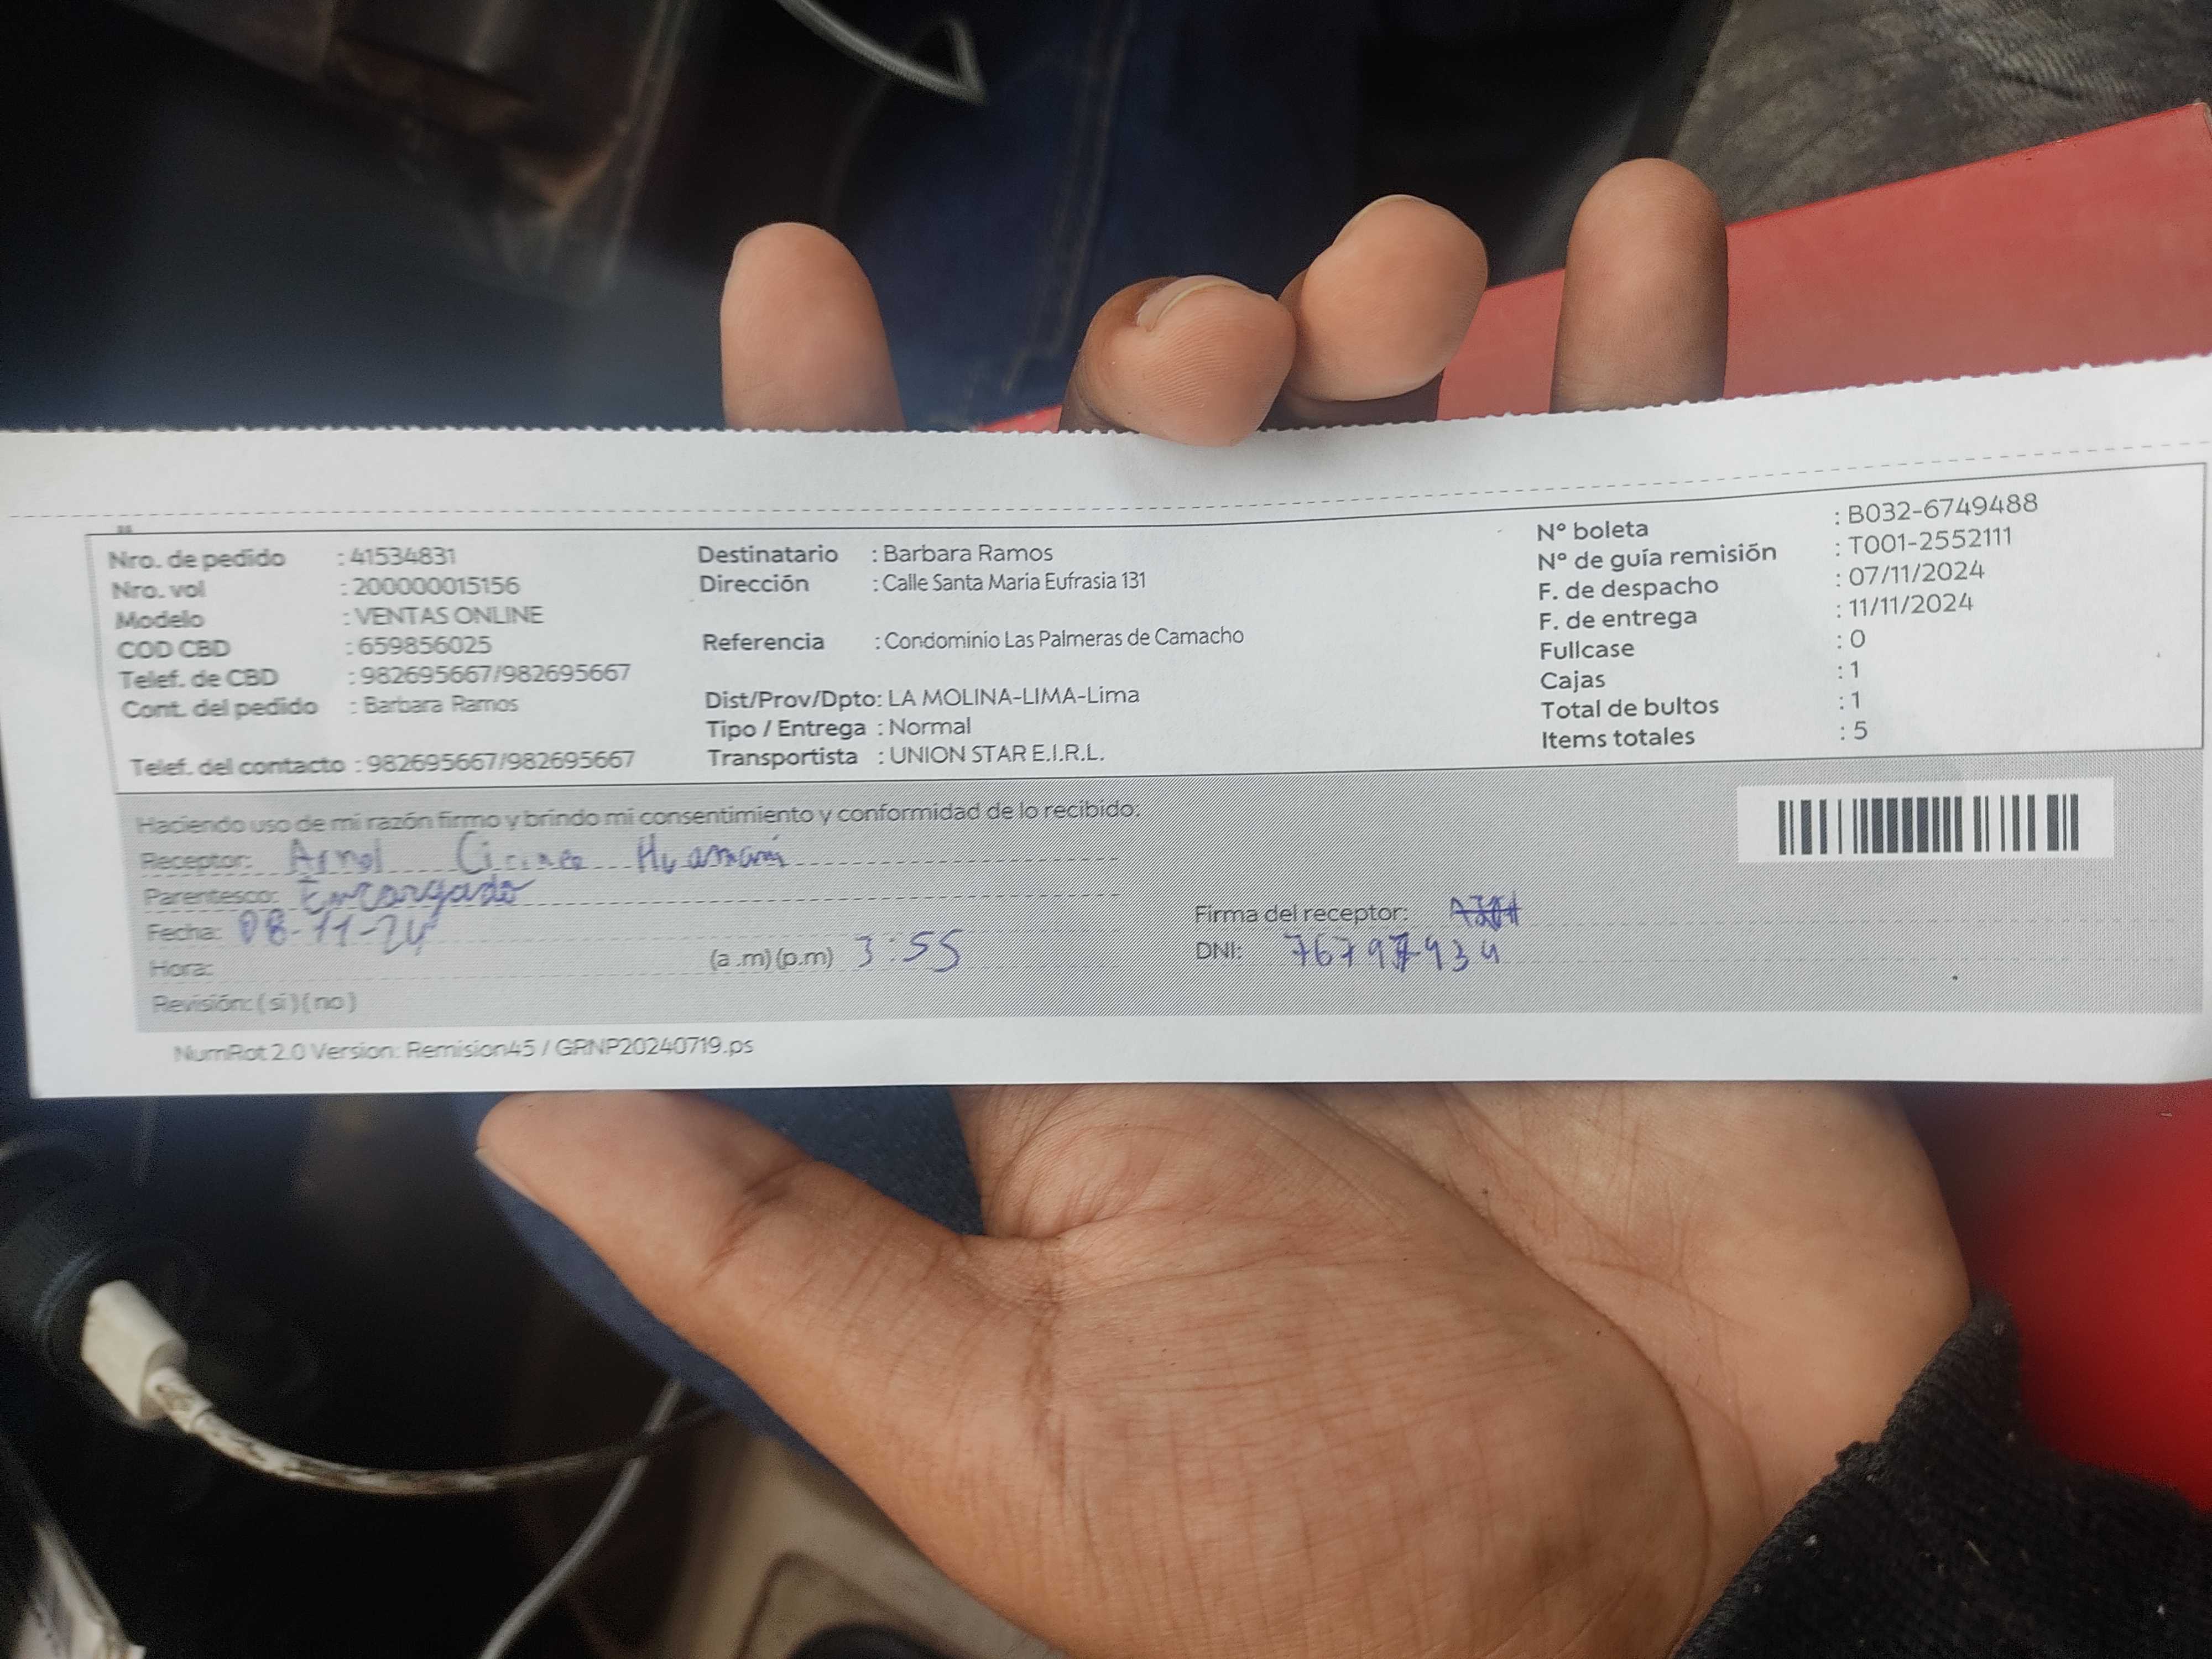 Nro. de pedido : 41534831
Nro. vol : 200000015156
Modelo : VENTAS ONLINE
COD CBD : 659856025
Telef. de CBD : 982695667/982695667
Cont. del pedido : Barbara Ramos
Telef. del contacto : 982695667/982695667
Destinatario : Barbara Ramos
Dirección : Calle Santa Maria Eufrasia 131
Referencia : Condominio Las Palmeras de Camacho
Dist/Prov/Dpto: LA MOLINA-LIMA-Lima
Tipo / Entrega : Normal
Transportista : UNION STAR E.I.R.L.
N° boleta : B032-6749488
N° de guía remisión : T001-2552111
F. de despacho : 07/11/2024
F. de entrega : 11/11/2024
Fullcase : 0
Cajas : 1
Total de bultos : 1
Items totales : 5
Haciendo uso de mi razón firmo y brindo mi consentimiento y conformidad de lo recibido:
Receptor: Huamaní
Parentesco: Encargado
Fecha: 08-11-24
Hora: (a .m) (p.m) 3:55
Revisión: ( si ) ( no )
Firma del receptor:
DNI:
NumRot 2.0 Version: Remision45 / GRNP20240719.ps